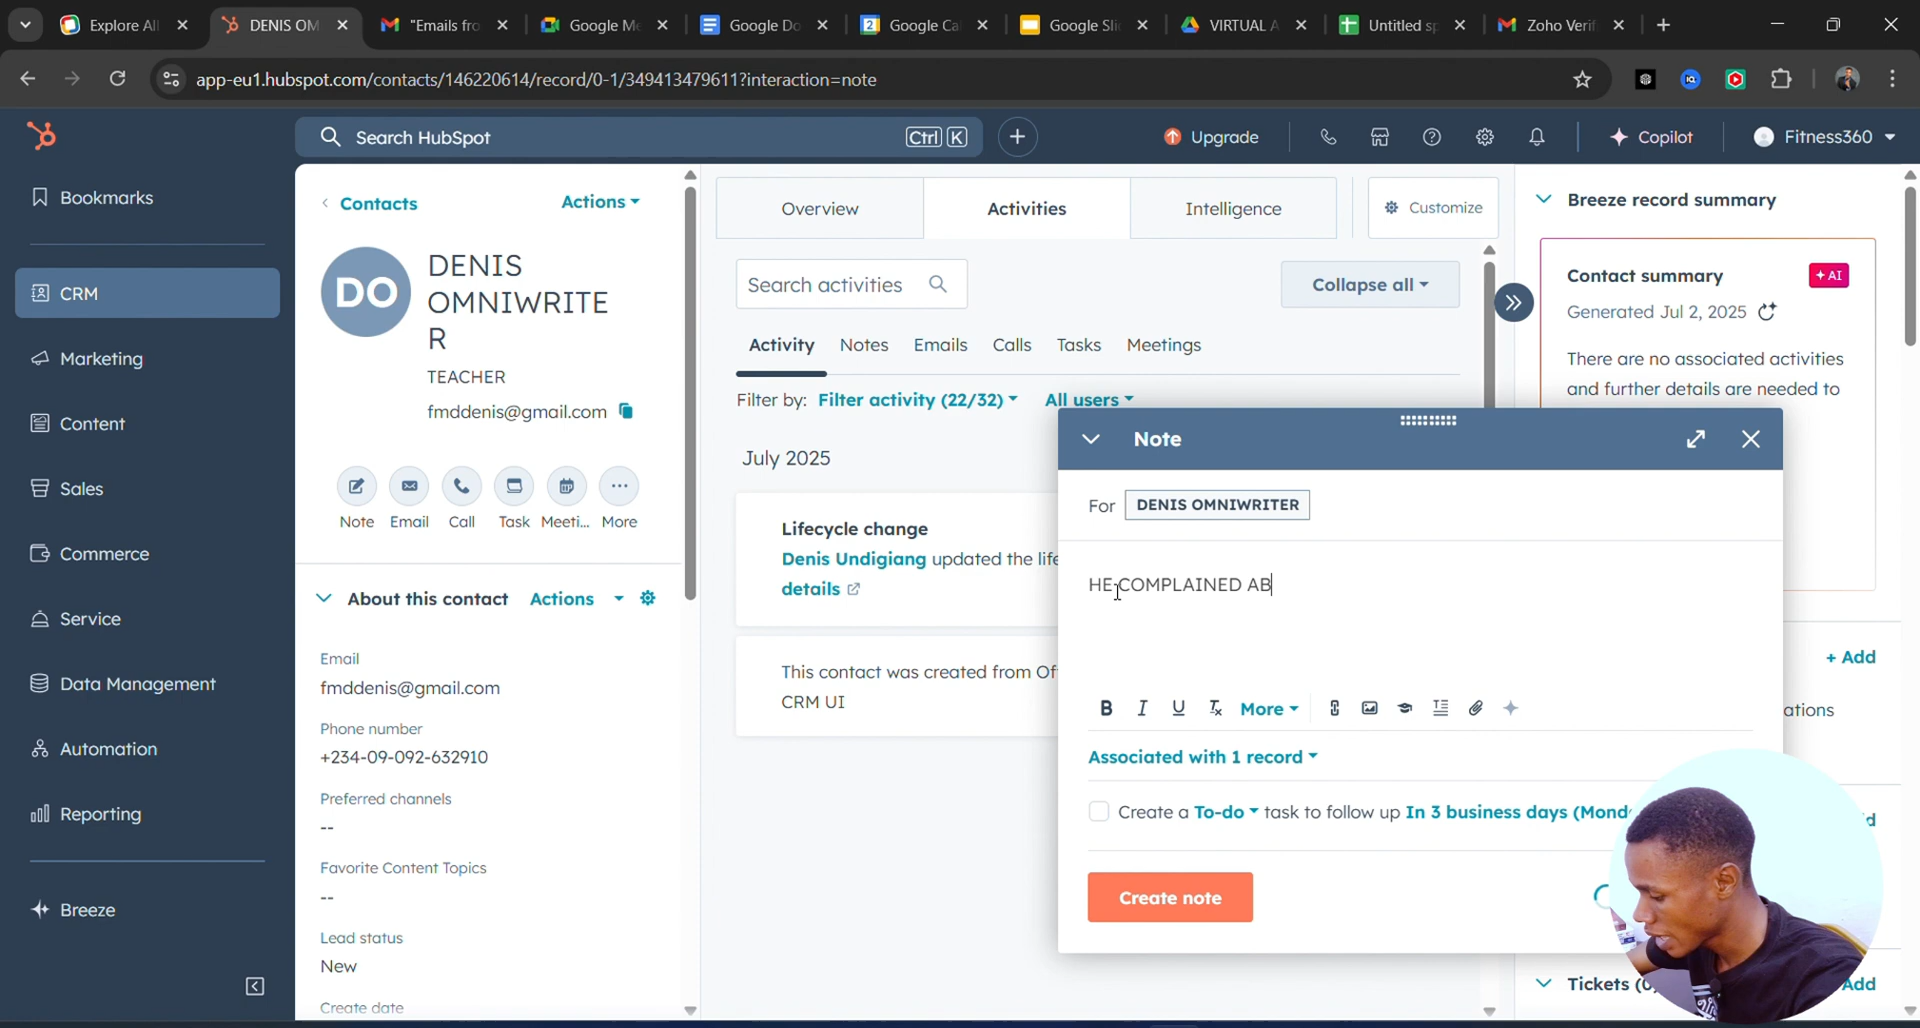 Explore All
DENIS OM
"Emails fro
Google Me
Google Do
Google Ca
Google Sli
VIRTUAL A
Untitled sp
Zoho Verif
app-eu1.hubspot.com/contacts/146220614/record/0-1/349413479611?interaction=note
Search HubSpot
Ctrl K
Upgrade
Copilot
Fitness360
Bookmarks
CRM
Marketing
Content
Sales
Commerce
Service
Data Management
Automation
Reporting
Breeze
Contacts
Actions
DO
DENIS
OMNIWRITE
R
TEACHER
fmddenis@gmail.com
Note Email Call Task Meeti... More
About this contact Actions
Email
fmddenis@gmail.com
Phone number
+234-09-092-632910
Preferred channels
--
Favorite Content Topics
--
Lead status
New
Create date
Overview
Activities
Intelligence
Customize
Search activities
Collapse all
Activity Notes Emails Calls Tasks Meetings
Filter by: Filter activity (22/32) All users
July 2025
Lifecycle change
Denis Undigiang updated the life
details
This contact was created from Of
CRM UI
Breeze record summary
Contact summary
AI
Generated Jul 2, 2025
There are no associated activities
and further details are needed to
+ Add
ations
Tickets (0
Add
Note
For DENIS OMNIWRITER
HE COMPLAINED AB
B I U Tx More
Associated with 1 record
Create a To-do task to follow up In 3 business days (Monda
Create note